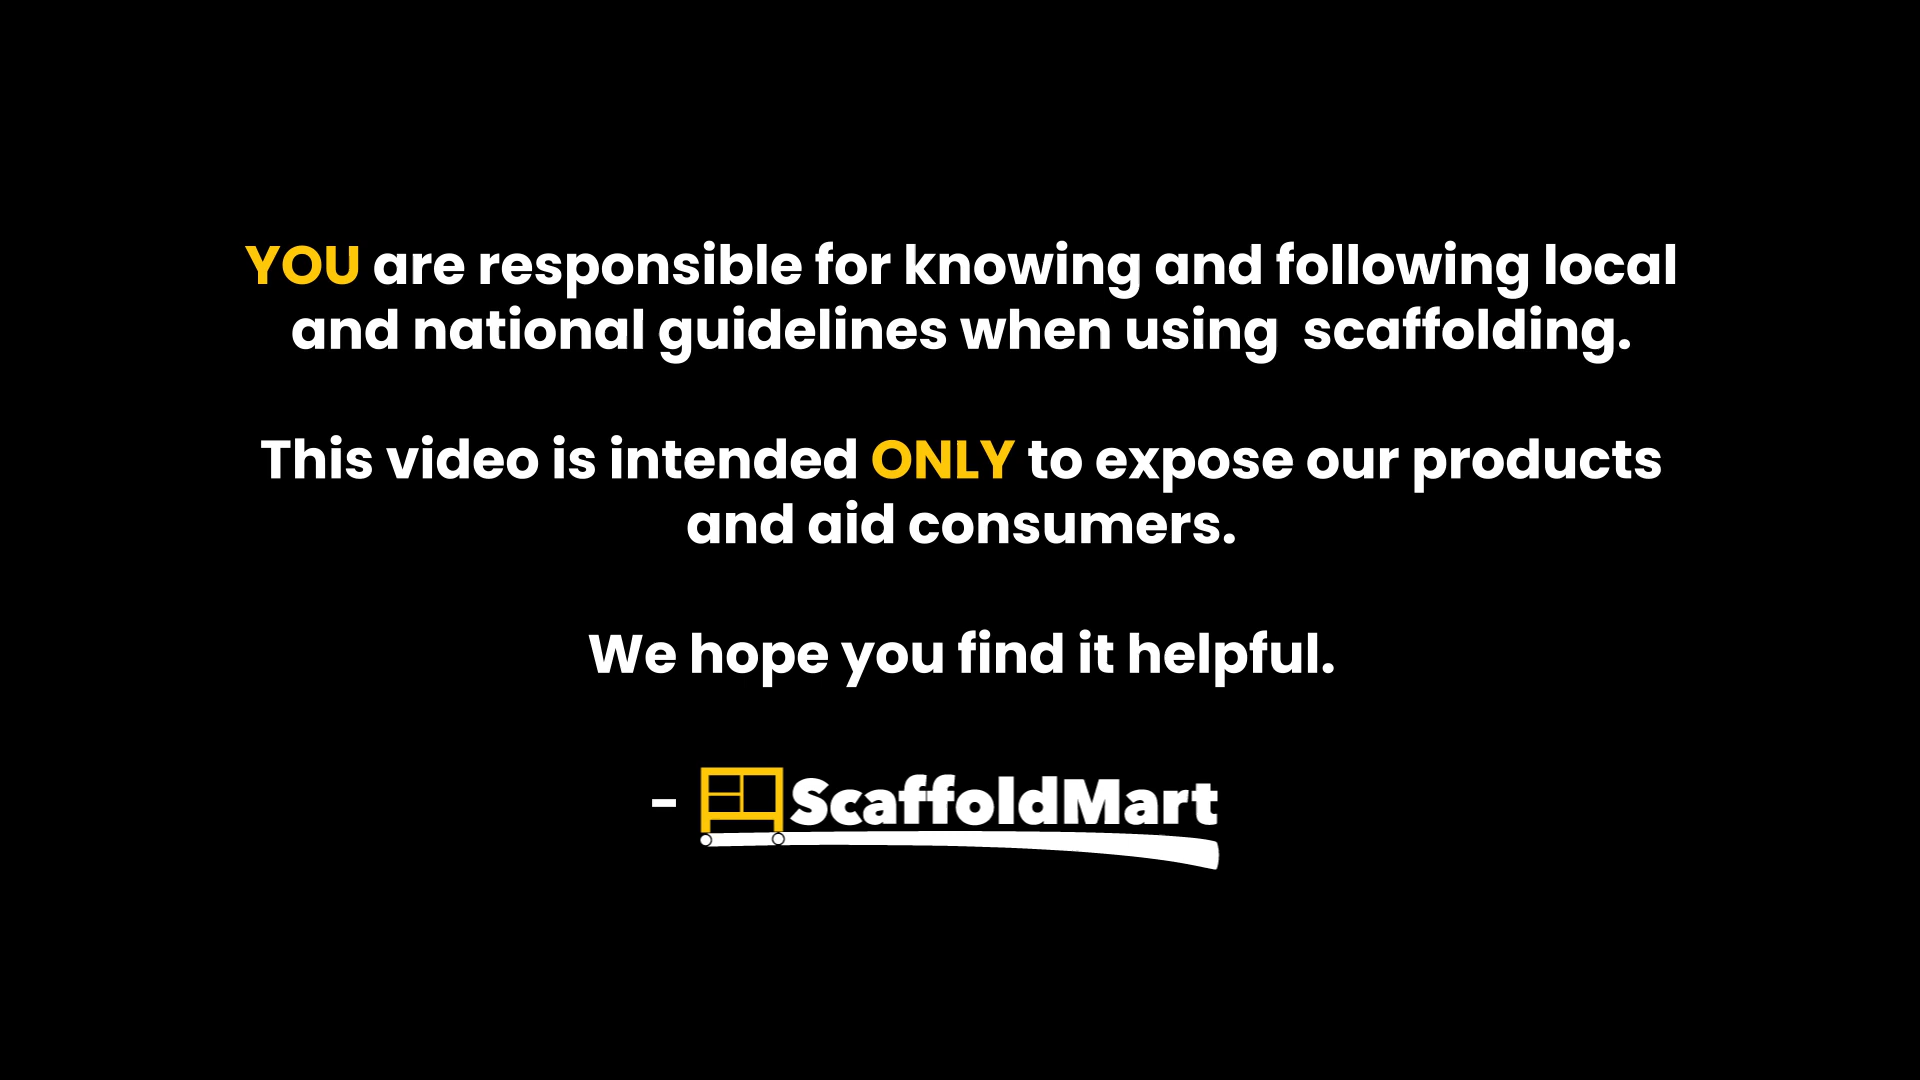 YOU are responsible for knowing and following local
and national guidelines when using  scaffolding.
This video is intended ONLY to expose our products
and aid consumers.
We hope you find it helpful.
- ScaffoldMart